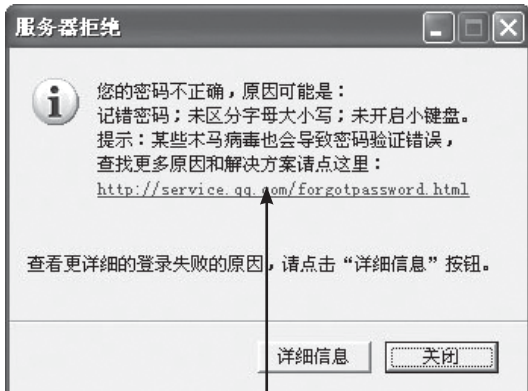 服务器拒绝
您的密码不正确，原因可能是：
记错密码；未区分字母大小写；未开启小键盘。
提示：某些木马病毒也会导致密码验证错误，
查找更多原因和解决方案请点这里：
http://service.qq.com/forgotpassword.html
查看更详细的登录失败的原因，请点击“详细信息”按钮。
详细信息 关闭